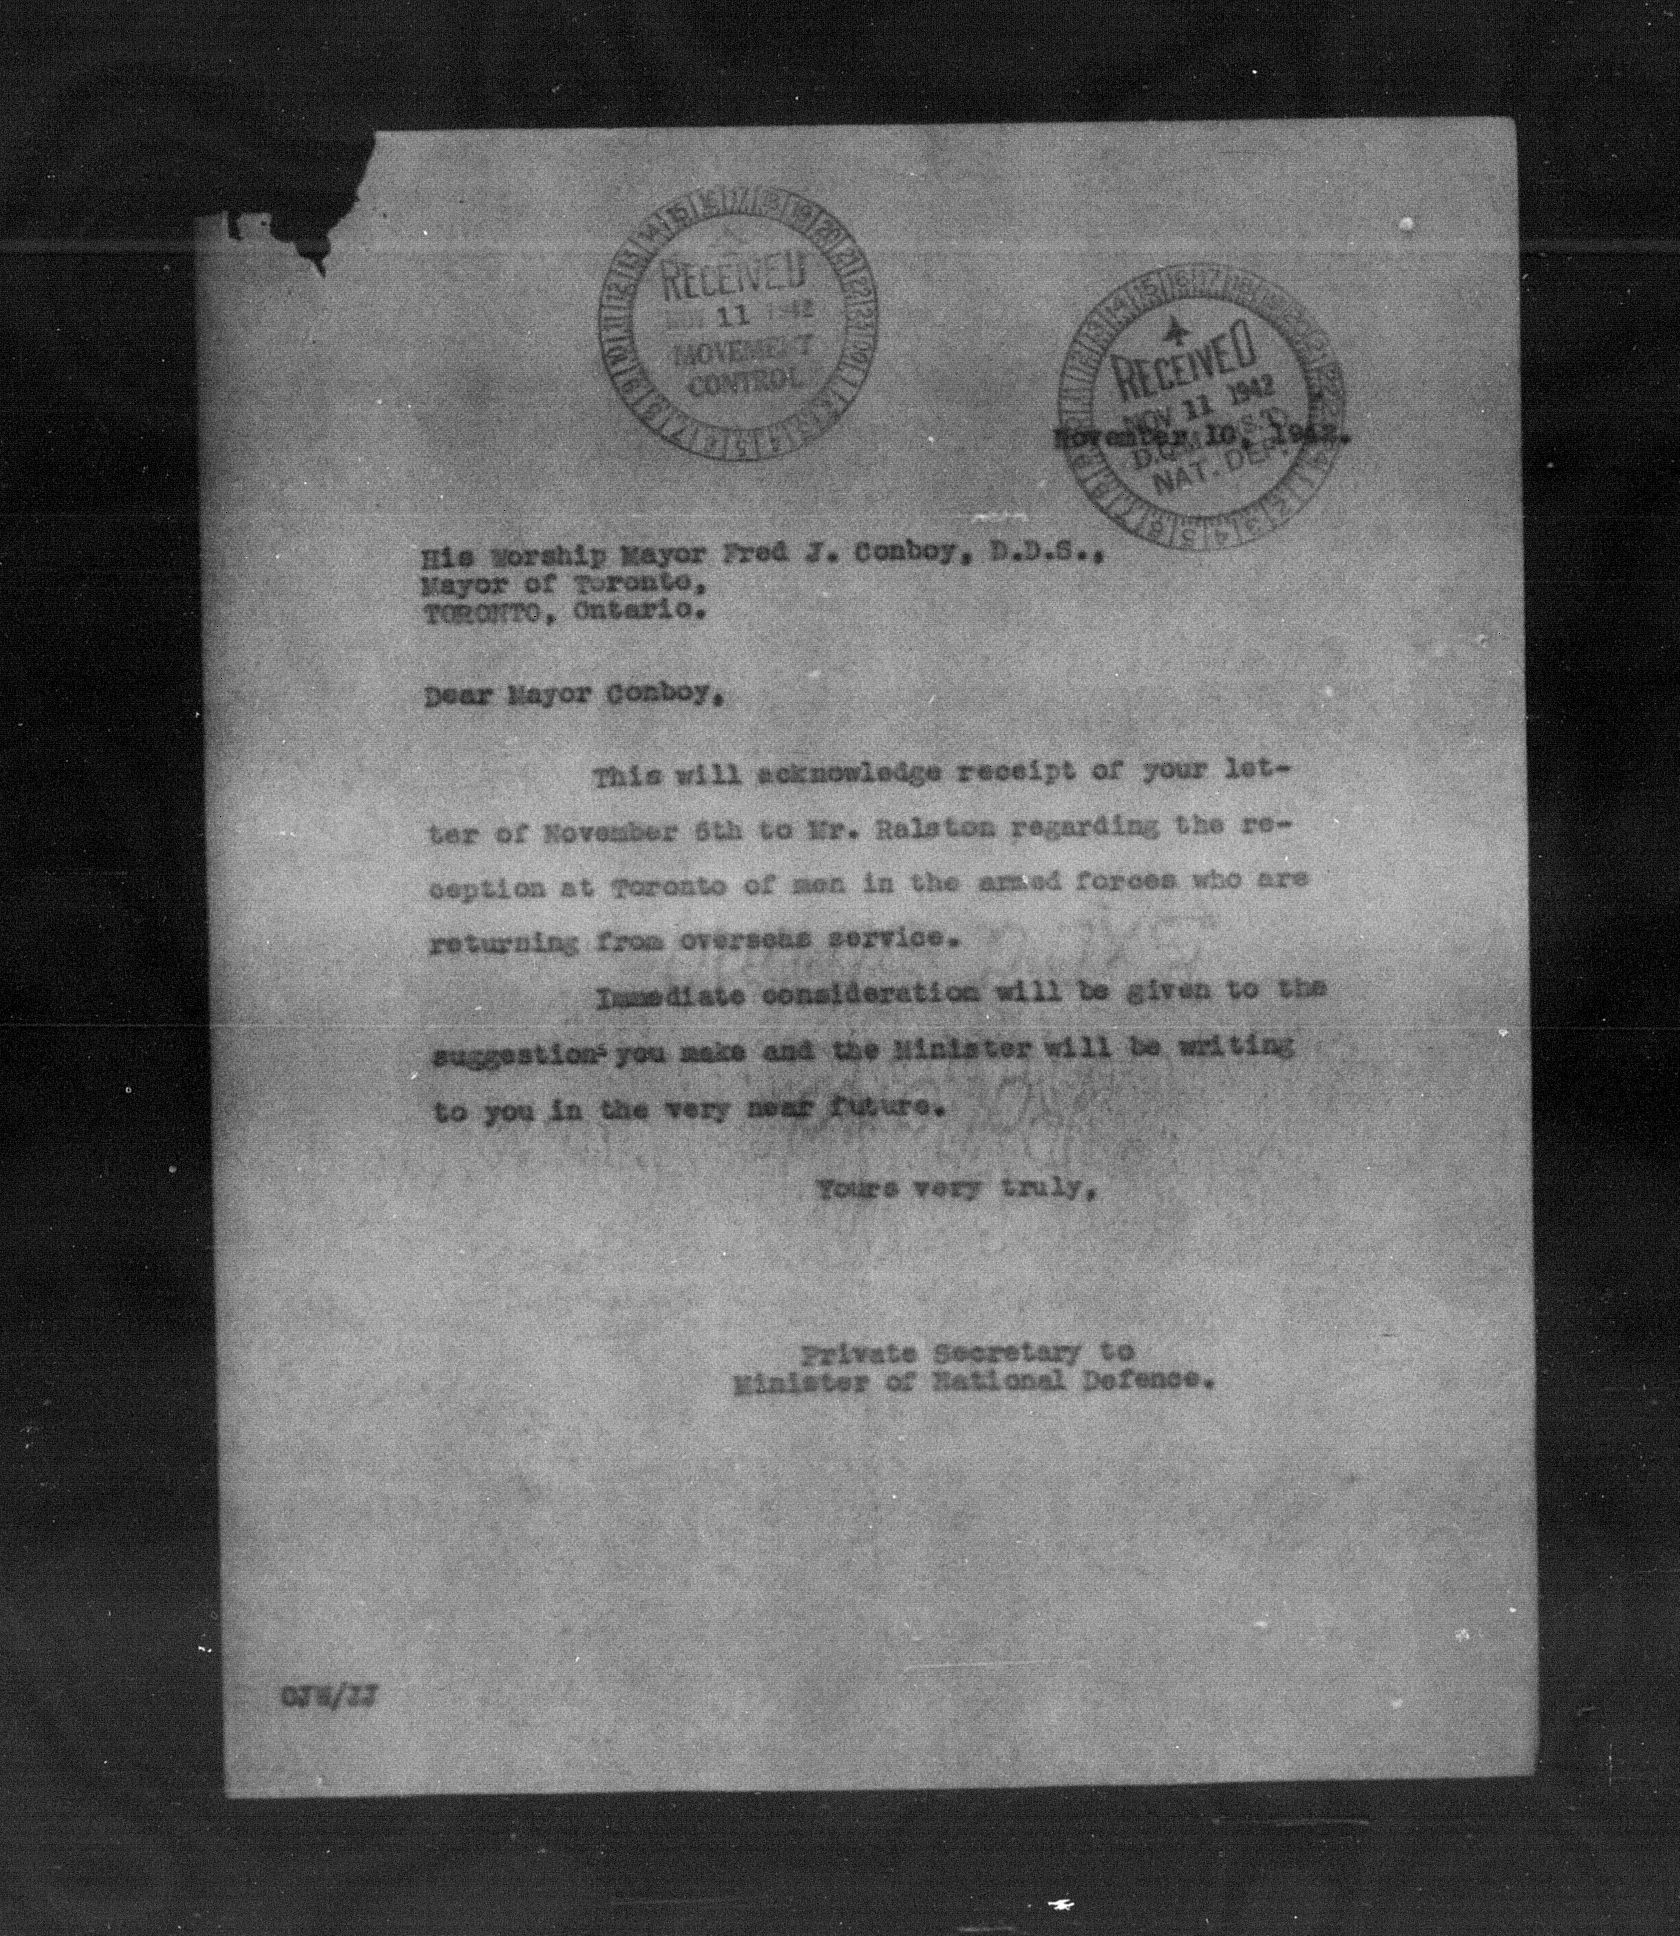 RECEIVED
NOV 11 1942
MOVEMENT
CONTROL
RECEIVED
NOV 11 1942
NAT. DEF.
November 10, 1942.
His Worship Mayor Fred J. Conboy, D.D.S.,
Mayor of Toronto,
TORONTO, Ontario.
Dear Mayor Conboy,
This will acknowledge receipt of your let-
ter of November 5th to Mr. Ralston regarding the re-
ception at Toronto of men in the armed forces who are
returning from overseas service.
Immediate consideration will be given to the
suggestions you make and the Minister will be writing
to you in the very near future.
Yours very truly,
Private Secretary to
Minister of National Defence.